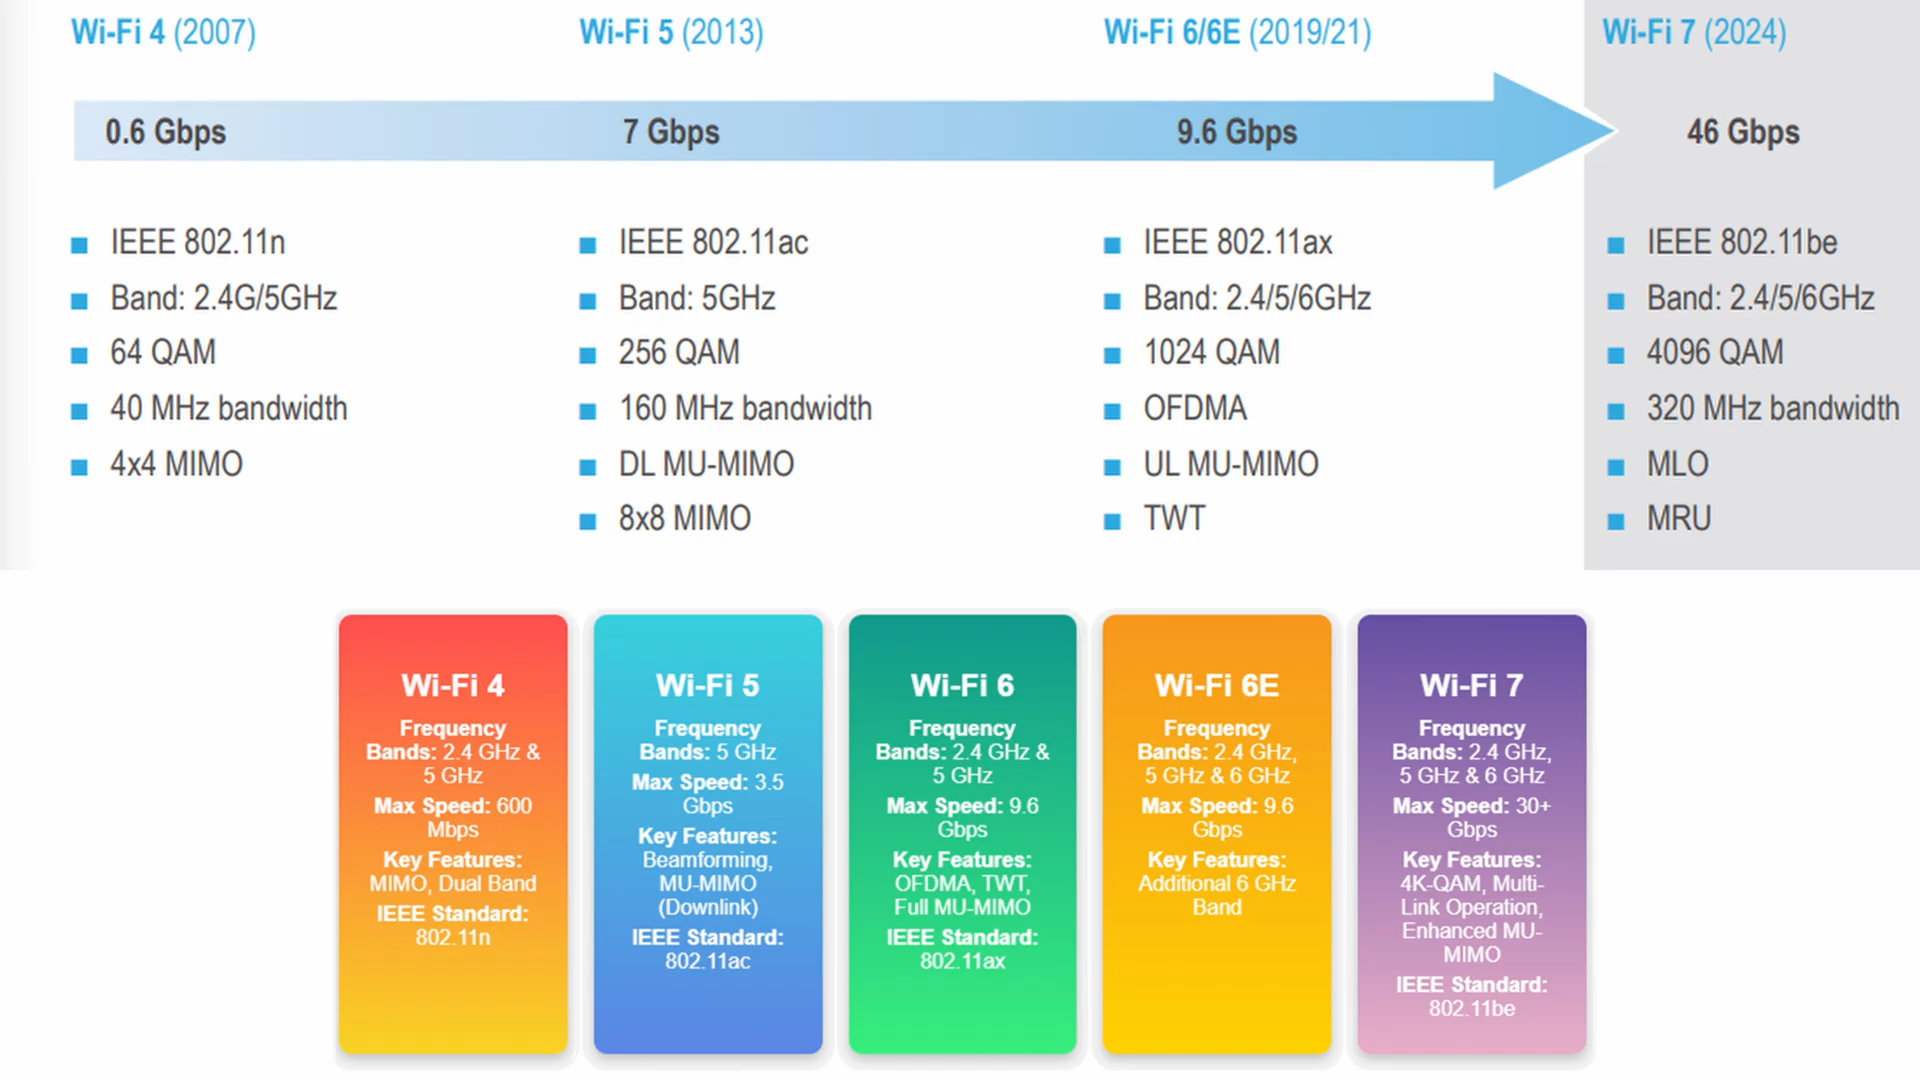 Wi-Fi 4 (2007)
0.6 Gbps
IEEE 802.11n
Band: 2.4G/5GHz
64 QAM
40 MHz bandwidth
4x4 MIMO
Wi-Fi 5 (2013)
7 Gbps
IEEE 802.11ac
Band: 5GHz
256 QAM
160 MHz bandwidth
DL MU-MIMO
8x8 MIMO
Wi-Fi 6/6E (2019/21)
9.6 Gbps
IEEE 802.11ax
Band: 2.4/5/6GHz
1024 QAM
OFDMA
UL MU-MIMO
TWT
Wi-Fi 7 (2024)
46 Gbps
IEEE 802.11be
Band: 2.4/5/6GHz
4096 QAM
320 MHz bandwidth
MLO
MRU
Wi-Fi 4
Frequency
Bands: 2.4 GHz &
5 GHz
Max Speed: 600
Mbps
Key Features:
MIMO, Dual Band
IEEE Standard:
802.11n
Wi-Fi 5
Frequency
Bands: 5 GHz
Max Speed: 3.5
Gbps
Key Features:
Beamforming,
MU-MIMO
(Downlink)
IEEE Standard:
802.11ac
Wi-Fi 6
Frequency
Bands: 2.4 GHz &
5 GHz
Max Speed: 9.6
Gbps
Key Features:
OFDMA, TWT,
Full MU-MIMO
IEEE Standard:
802.11ax
Wi-Fi 6E
Frequency
Bands: 2.4 GHz,
5 GHz & 6 GHz
Max Speed: 9.6
Gbps
Key Features:
Additional 6 GHz
Band
Wi-Fi 7
Frequency
Bands: 2.4 GHz,
5 GHz & 6 GHz
Max Speed: 30+
Gbps
Key Features:
4K-QAM, Multi-
Link Operation,
Enhanced MU-
MIMO
IEEE Standard:
802.11be